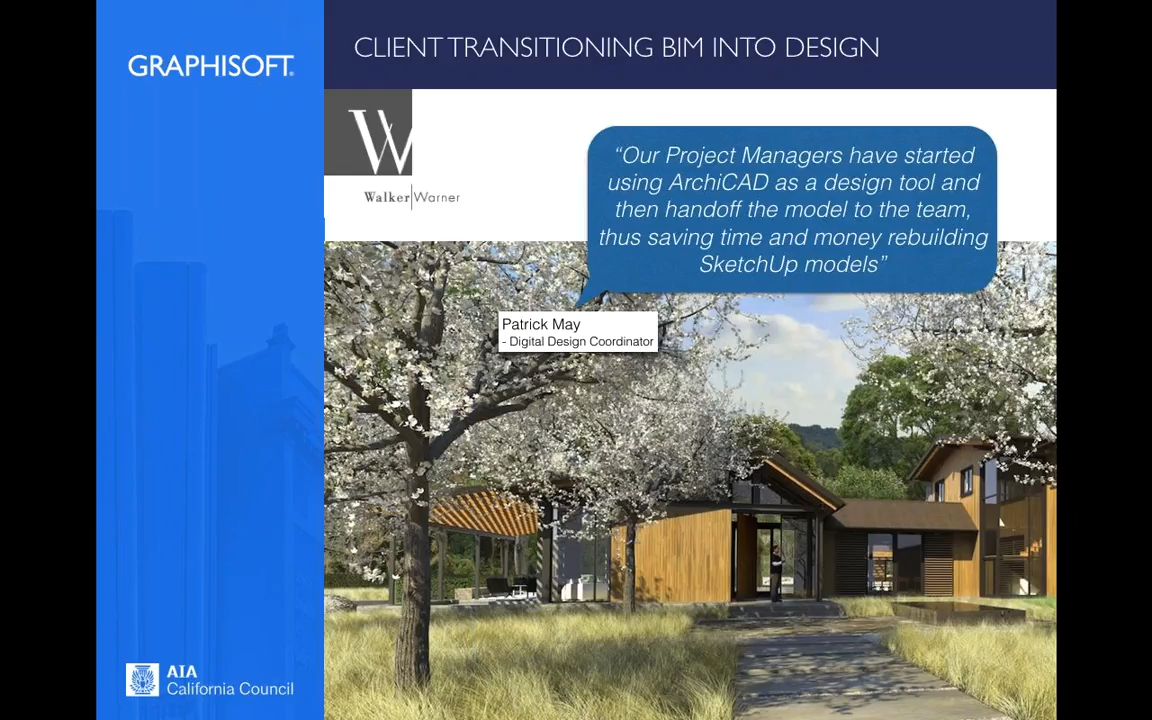 GRAPHISOFT®
CLIENT TRANSITIONING BIM INTO DESIGN
W
Walker Warner
“Our Project Managers have started
using ArchiCAD as a design tool and
then handoff the model to the team,
thus saving time and money rebuilding
SketchUp models”
Patrick May
- Digital Design Coordinator
AIA
California Council